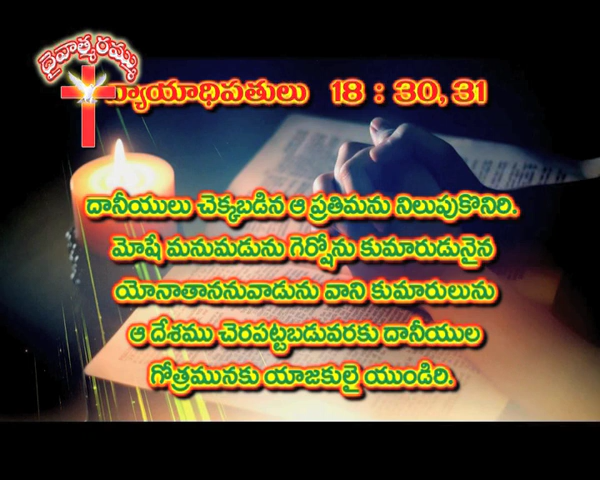 దైవాత్మరమ్ము
న్యాయాధిపతులు 18 : 30, 31
దానీయులు చెక్కబడిన ఆ ప్రతిమను నిలుపుకొనిరి.
మోషే మనుమడును గెర్షోను కుమారుడునైన
యోనాతాననువాడును వాని కుమారులును
ఆ దేశము చెరపట్టబడువరకు దానీయుల
గోత్రమునకు యాజకులై యుండిరి.